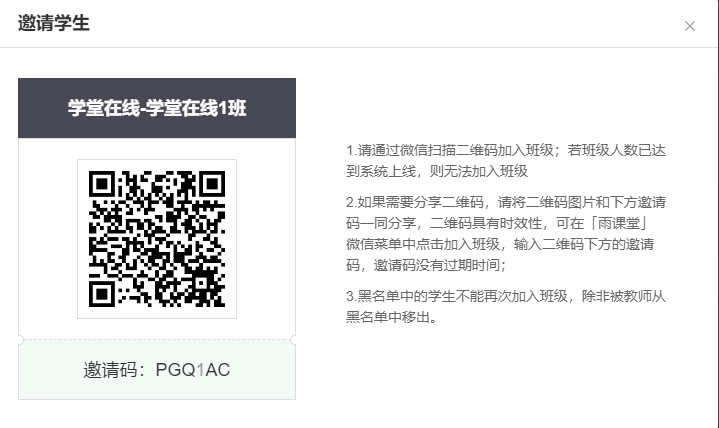 邀请学生
学堂在线-学堂在线1班
1.请通过微信扫描二维码加入班级；若班级人数已达
到系统上线，则无法加入班级
2.如果需要分享二维码，请将二维码图片和下方邀请
码一同分享，二维码具有时效性，可在「雨课堂」
微信菜单中点击加入班级，输入二维码下方的邀请
码，邀请码没有过期时间；
3.黑名单中的学生不能再次加入班级，除非被教师从
黑名单中移出。
邀请码：PGQ1AC